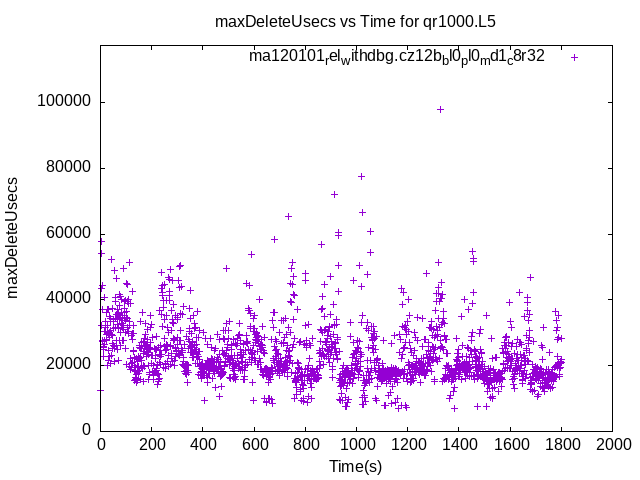 maxDeleteUsecs vs Time for qr1000.L5
ma120101relwithdbg.cz12bbl0pl0md1c8r32
100000
80000
60000
40000
20000
0
maxDeleteUsecs
0 200 400 600 800 1000 1200 1400 1600 1800 2000
Time(s)